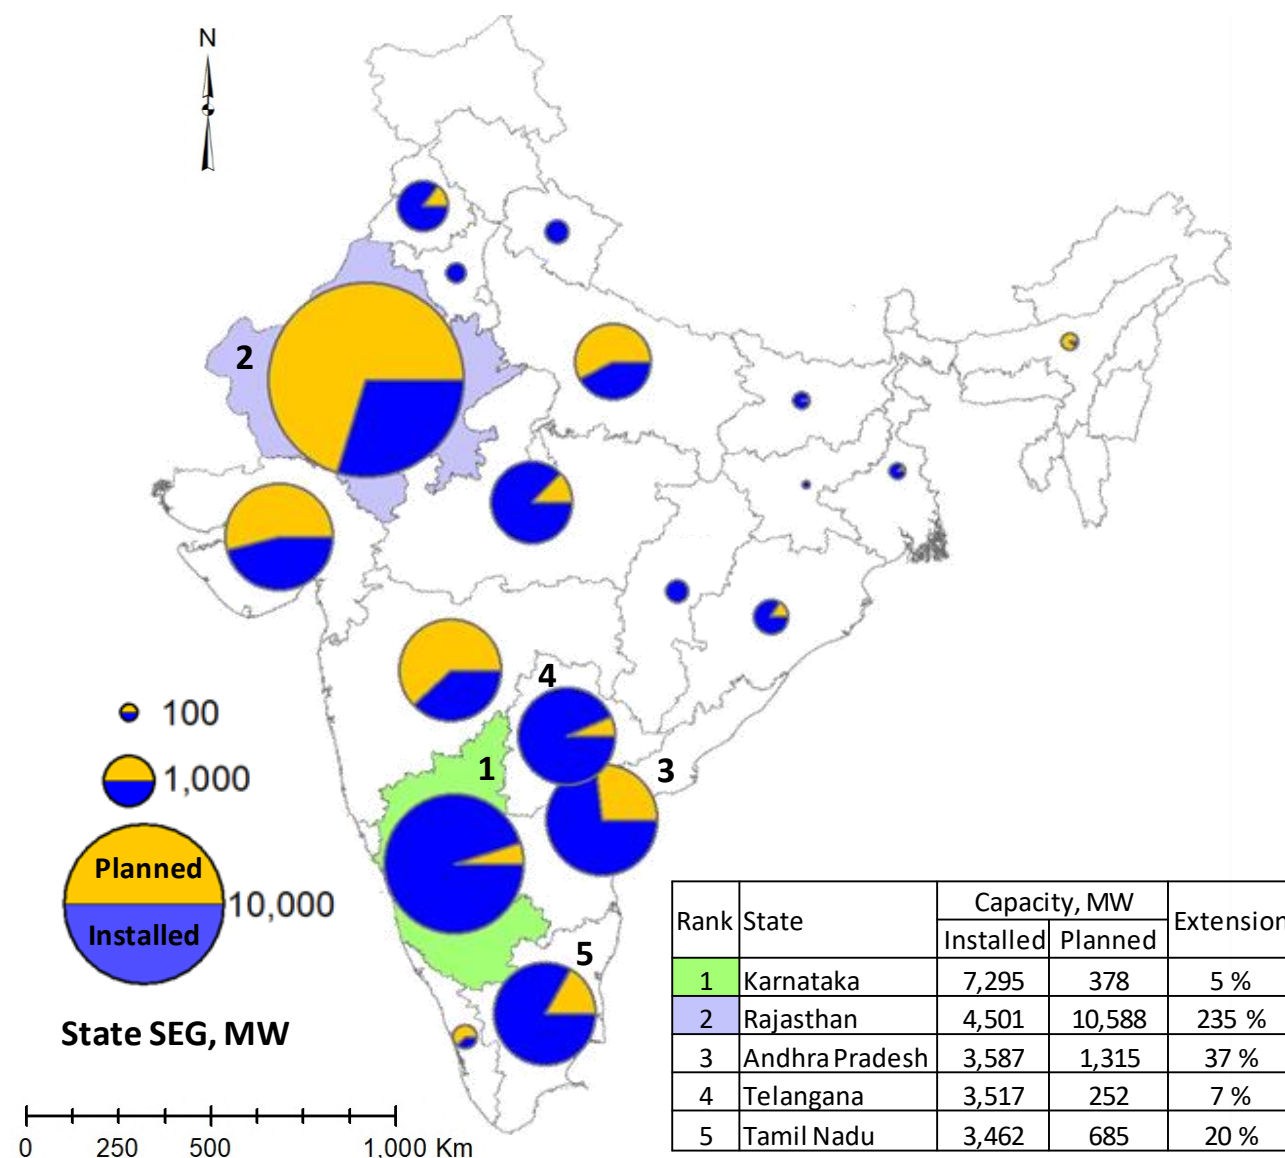 N
2
4
1
3
5
100
1,000
10,000
Planned
Installed
State SEG, MW
0 250 500 1,000 Km
Rank State Capacity, MW Extension
Installed Planned
1 Karnataka 7,295 378 5 %
2 Rajasthan 4,501 10,588 235 %
3 Andhra Pradesh 3,587 1,315 37 %
4 Telangana 3,517 252 7 %
5 Tamil Nadu 3,462 685 20 %